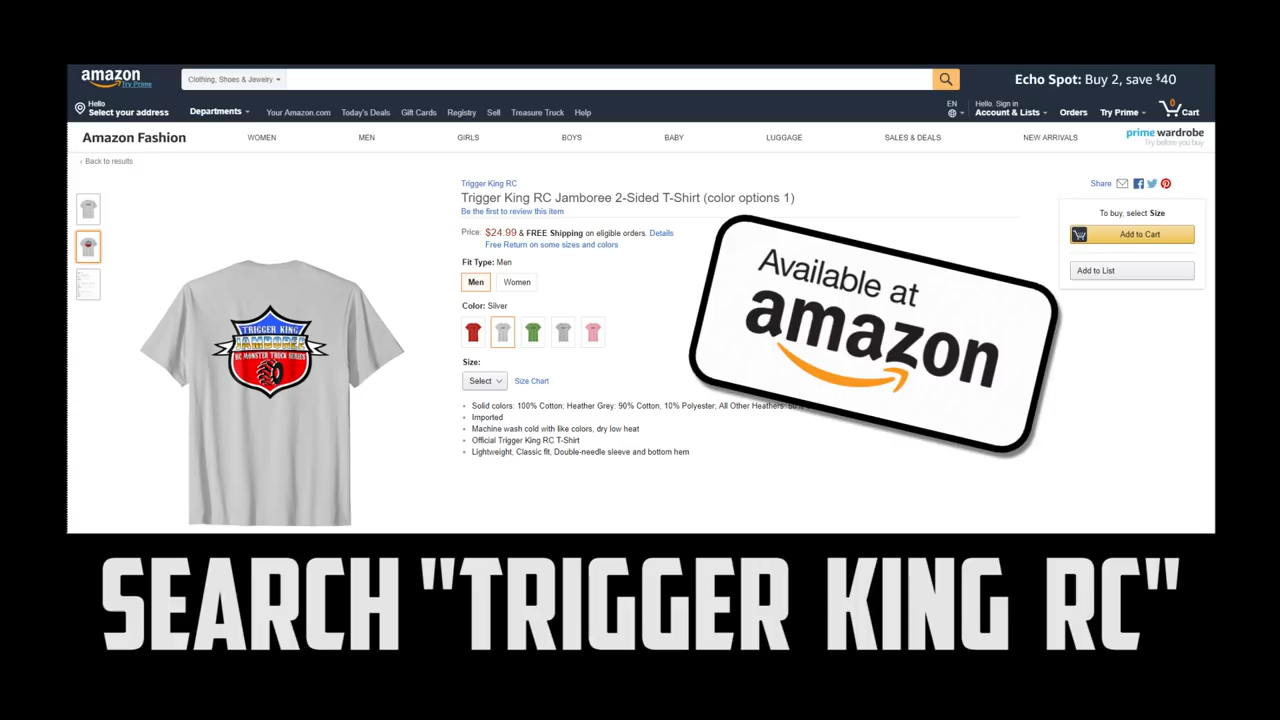 amazon
Try Prime
Clothing, Shoes & Jewelry
Echo Spot: Buy 2, save $40
Hello
Select your address
Departments
Your Amazon.com
Today's Deals
Gift Cards
Registry
Sell
Treasure Truck
Help
EN
Hello. Sign in
Account & Lists
Orders
Try Prime
0
Cart
Amazon Fashion
WOMEN
MEN
GIRLS
BOYS
BABY
LUGGAGE
SALES & DEALS
NEW ARRIVALS
prime wardrobe
Try before you buy
‹ Back to results
Trigger King RC
Trigger King RC Jamboree 2-Sided T-Shirt (color options 1)
Be the first to review this item
Price: $24.99 & FREE Shipping on eligible orders. Details
Free Return on some sizes and colors
Fit Type: Men
Men
Women
Color: Silver
Size:
Select
Size Chart
• Solid colors: 100% Cotton; Heather Grey: 90% Cotton, 10% Polyester; All Other Heathers:
• Imported
• Machine wash cold with like colors, dry low heat
• Official Trigger King RC T-Shirt
• Lightweight, Classic fit, Double-needle sleeve and bottom hem
Share
To buy, select Size
Add to Cart
Add to List
TRIGGER KING
JAMBOREE
RC MONSTER TRUCK SERIES
Available at
amazon
SEARCH "TRIGGER KING RC"